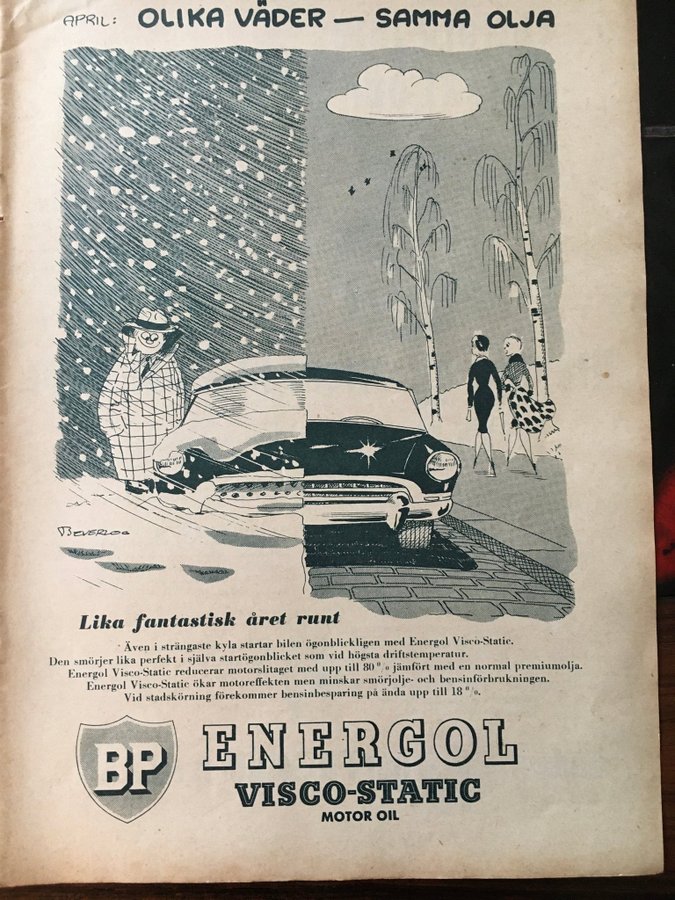 APRIL: OLIKA VÄDER — SAMMA OLJA
BEVERLOO
Lika fantastisk året runt
Även i strängaste kyla startar bilen ögonblickligen med Energol Visco-Static.
Den smörjer lika perfekt i själva startögonblicket som vid högsta driftstemperatur.
Energol Visco-Static reducerar motorslitaget med upp till 80 % jämfört med en normal premiumolja.
Energol Visco-Static ökar motoreffekten men minskar smörjolje- och bensinförbrukningen.
Vid stadskörning förekommer bensinbesparing på ända upp till 18 %.
BP
ENERGOL
VISCO-STATIC
MOTOR OIL